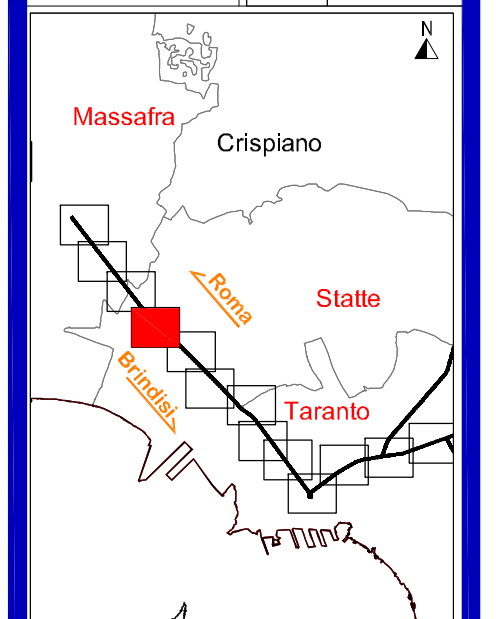 N
Massafra
Crispiano
Roma
Statte
Brindisi
Taranto